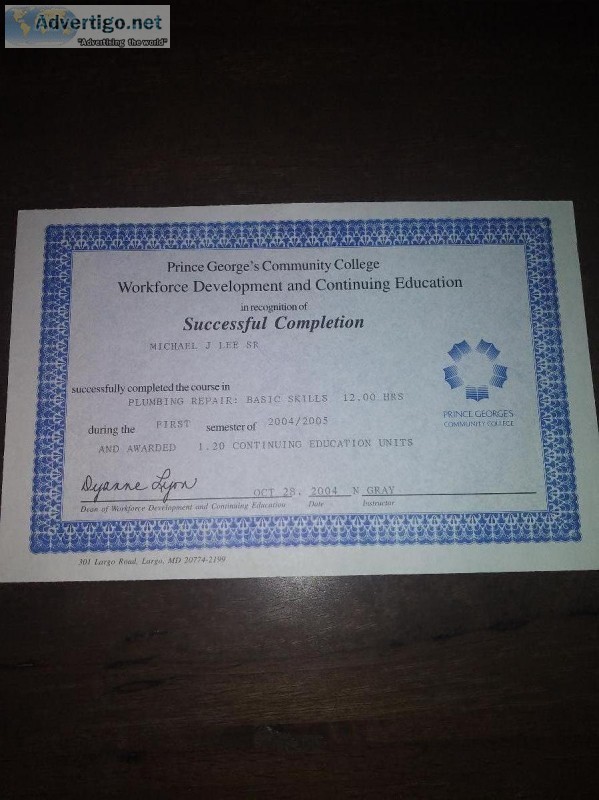 Advertigo.net
"Advertising the world"
Prince George's Community College
Workforce Development and Continuing Education
in recognition of
Successful Completion
MICHAEL J LEE SR
successfully completed the course in
PLUMBING REPAIR: BASIC SKILLS 12.00 HRS
during the FIRST semester of 2004/2005
AND AWARDED 1.20 CONTINUING EDUCATION UNITS
PRINCE GEORGES
COMMUNITY COLLEGE
Dyanne Lyon OCT 28, 2004 N GRAY
Dean of Workforce Development and Continuing Education Date Instructor
301 Largo Road, Largo, MD 20774-2199